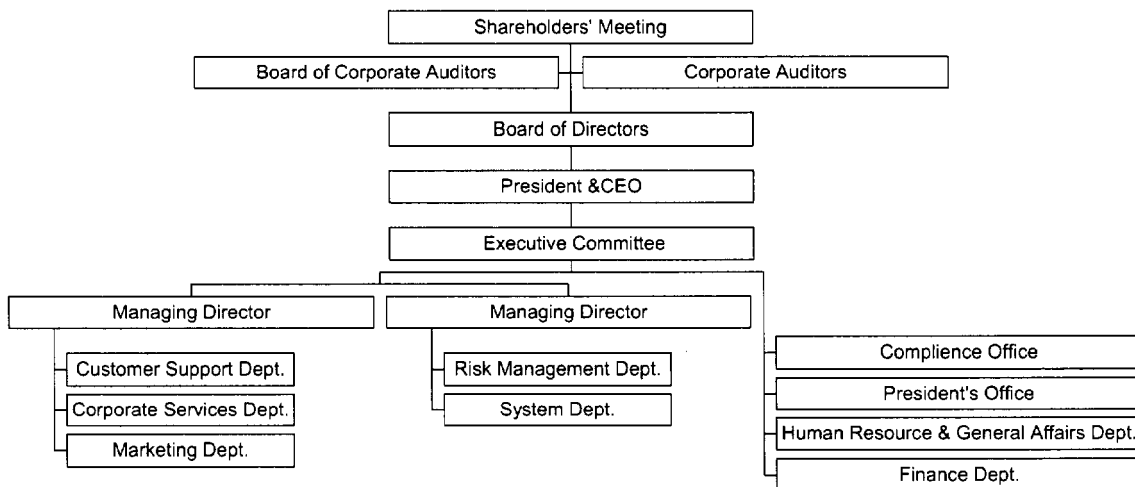 Shareholders' Meeting
Board of Corporate Auditors
Corporate Auditors
Board of Directors
President &CEO
Executive Committee
Managing Director
Managing Director
Customer Support Dept.
Corporate Services Dept.
Marketing Dept.
Risk Management Dept.
System Dept.
Complience Office
President's Office
Human Resource & General Affairs Dept.
Finance Dept.